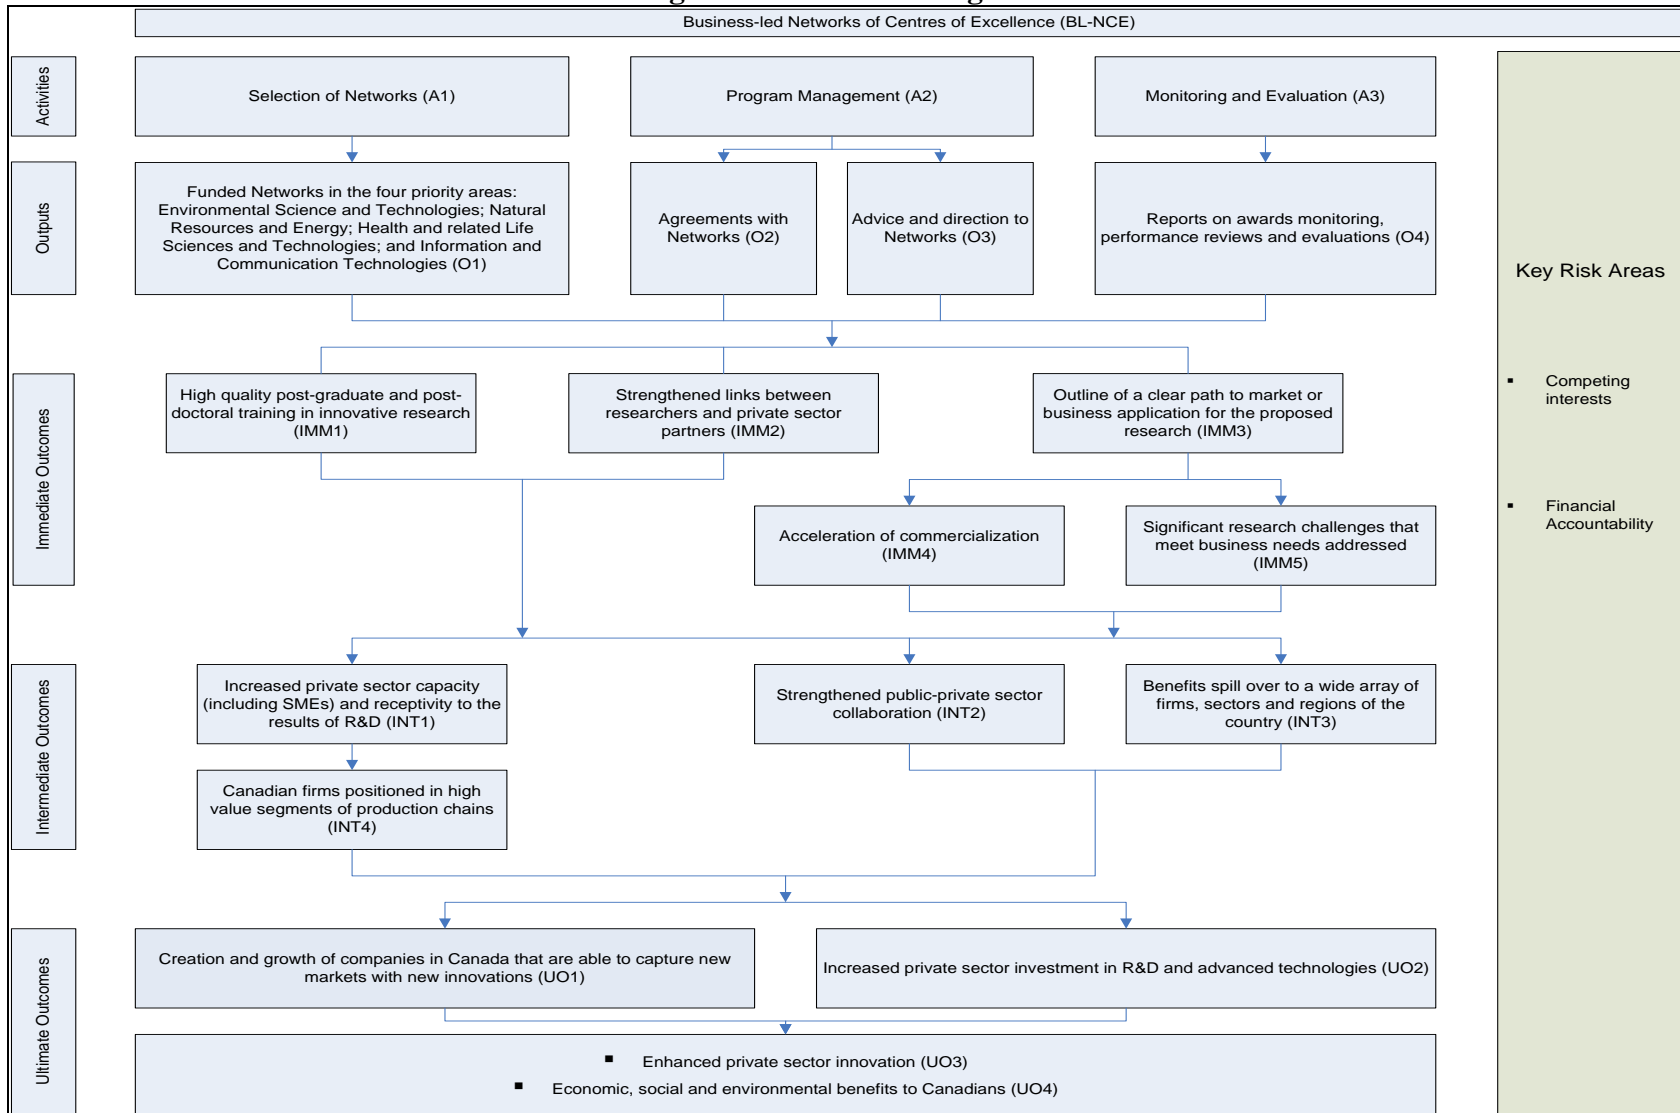 Business-led Networks of Centres of Excellence (BL-NCE)
Activities
Selection of Networks (A1)
Program Management (A2)
Monitoring and Evaluation (A3)
Outputs
Funded Networks in the four priority areas:
Environmental Science and Technologies; Natural
Resources and Energy; Health and related Life
Sciences and Technologies; and Information and
Communication Technologies (O1)
Agreements with
Networks (O2)
Advice and direction to
Networks (O3)
Reports on awards monitoring,
performance reviews and evaluations (O4)
Key Risk Areas
▪ Competing
interests
▪ Financial
Accountability
Immediate Outcomes
High quality post-graduate and post-
doctoral training in innovative research
(IMM1)
Strengthened links between
researchers and private sector
partners (IMM2)
Outline of a clear path to market or
business application for the proposed
research (IMM3)
Acceleration of commercialization
(IMM4)
Significant research challenges that
meet business needs addressed
(IMM5)
Intermediate Outcomes
Increased private sector capacity
(including SMEs) and receptivity to the
results of R&D (INT1)
Strengthened public-private sector
collaboration (INT2)
Benefits spill over to a wide array of
firms, sectors and regions of the
country (INT3)
Canadian firms positioned in high
value segments of production chains
(INT4)
Ultimate Outcomes
Creation and growth of companies in Canada that are able to capture new
markets with new innovations (UO1)
Increased private sector investment in R&D and advanced technologies (UO2)
▪ Enhanced private sector innovation (UO3)
▪ Economic, social and environmental benefits to Canadians (UO4)